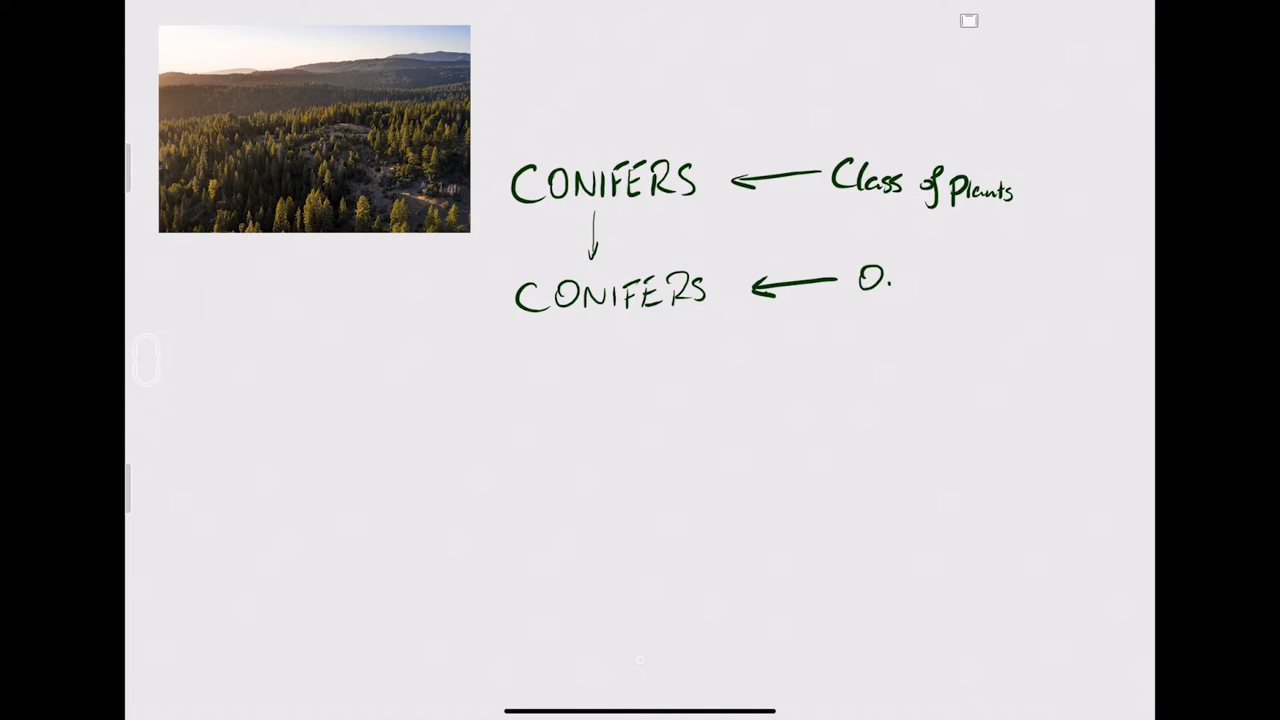 CONIFERS ← Class of Plants
↓
CONIFERS ← O.